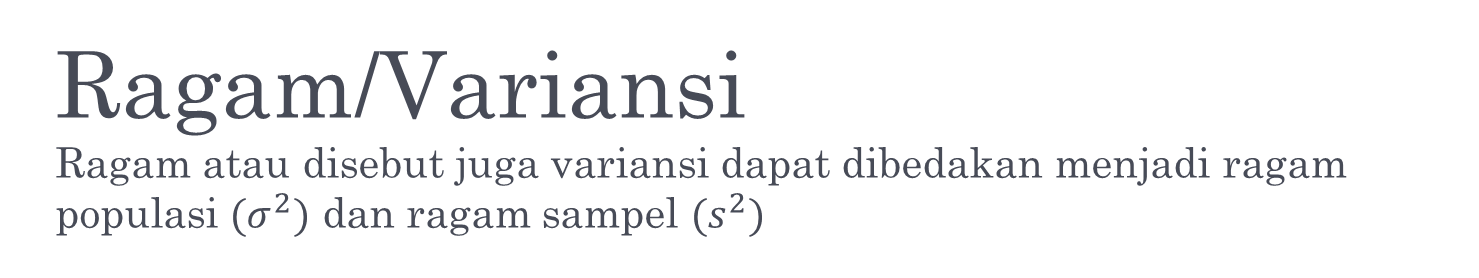 Ragam/Variansi
Ragam atau disebut juga variansi dapat dibedakan menjadi ragam
populasi (𝜎²) dan ragam sampel (𝑠²)